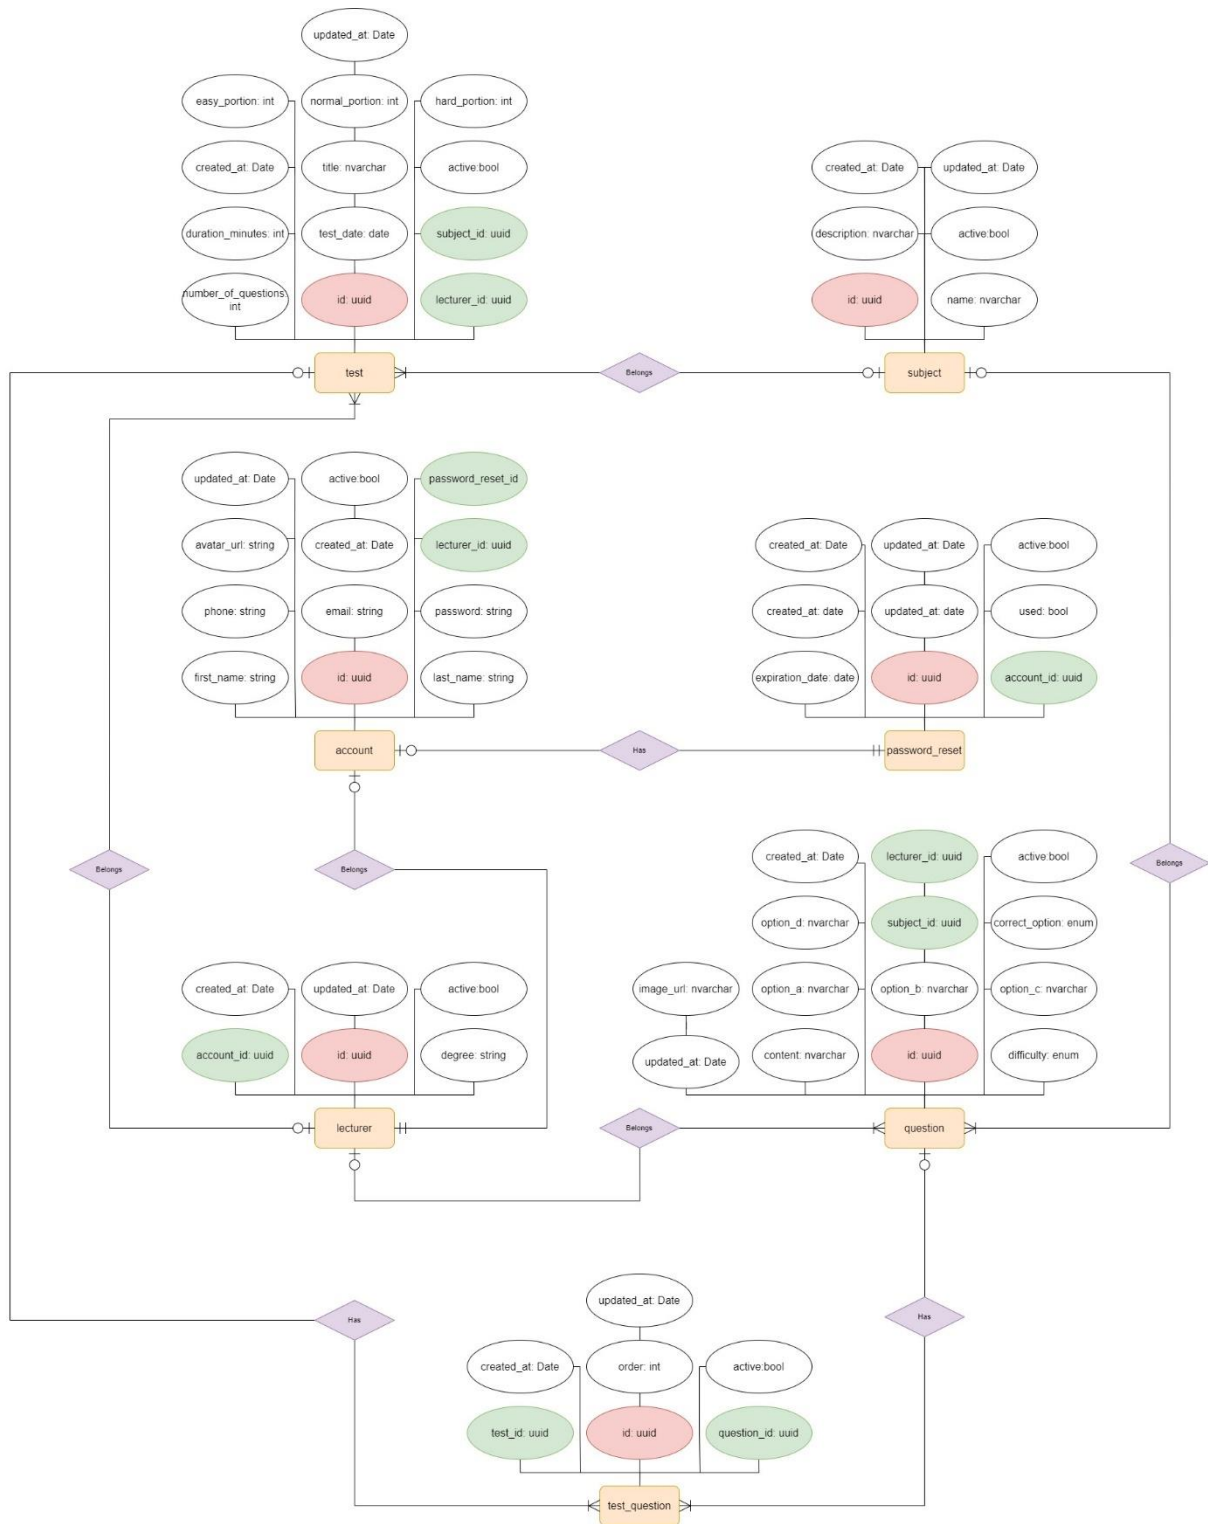 updated_at: Date
easy_portion: int
normal_portion: int
hard_portion: int
created_at: Date
title: nvarchar
active:bool
duration_minutes: int
test_date: date
subject_id: uuid
number_of_questions:
int
id: uuid
lecturer_id: uuid
created_at: Date
updated_at: Date
description: nvarchar
active:bool
id: uuid
name: nvarchar
test
Belongs
subject
updated_at: Date
active:bool
password_reset_id
avatar_url: string
created_at: Date
lecturer_id: uuid
phone: string
email: string
password: string
first_name: string
id: uuid
last_name: string
created_at: Date
updated_at: Date
active:bool
created_at: date
updated_at: date
used: bool
expiration_date: date
id: uuid
account_id: uuid
account
Has
password_reset
Belongs
Belongs
Belongs
created_at: Date
lecturer_id: uuid
active:bool
option_d: nvarchar
subject_id: uuid
correct_option: enum
image_url: nvarchar
option_a: nvarchar
option_b: nvarchar
option_c: nvarchar
updated_at: Date
content: nvarchar
id: uuid
difficulty: enum
created_at: Date
updated_at: Date
active:bool
account_id: uuid
id: uuid
degree: string
lecturer
Belongs
question
Has
Has
updated_at: Date
created_at: Date
order: int
active:bool
test_id: uuid
id: uuid
question_id: uuid
test_question